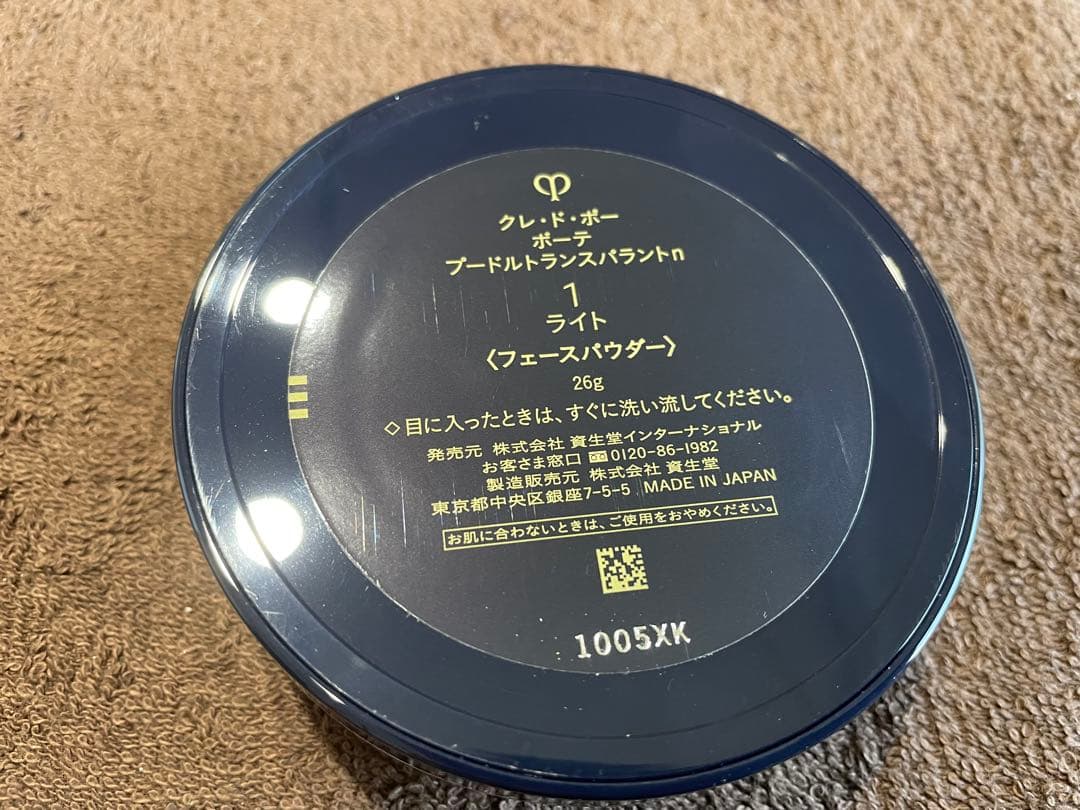 クレ・ド・ポー
ボーテ
プードルトランスパラントn
1
ライト
〈フェースパウダー〉
26g
◇目に入ったときは、すぐに洗い流してください。
発売元 株式会社 資生堂インターナショナル
お客さま窓口 0120-86-1982
製造販売元 株式会社 資生堂
東京都中央区銀座7-5-5 MADE IN JAPAN
お肌に合わないときは、ご使用をおやめください。
1005XK